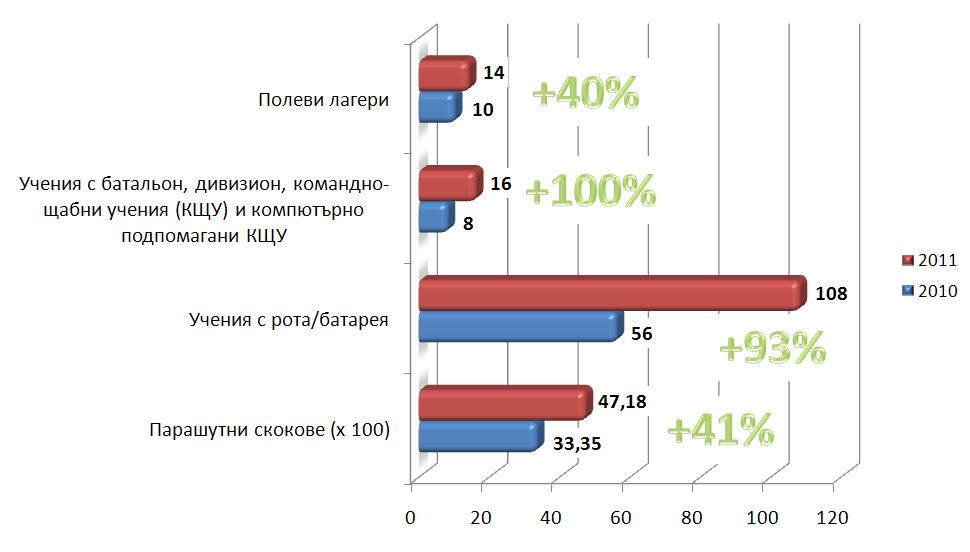 Полеви лагери
14
10
+40%
Учения с батальон, дивизион, командно-
щабни учения (КЩУ) и компютърно
подпомагани КЩУ
16
8
+100%
Учения с рота/батарея
108
56
+93%
Парашутни скокове (х 100)
47,18
33,35
+41%
2011
2010
0 20 40 60 80 100 120